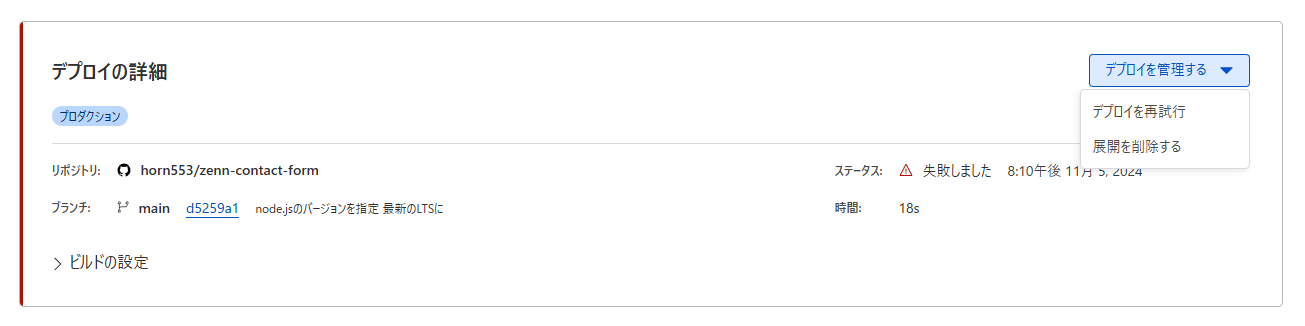 デプロイの詳細
デプロイを管理する
プロダクション
デプロイを再試行
展開を削除する
リポジトリ: horn553/zenn-contact-form
ステータス: 失敗しました 8:10午後 11月 5, 2024
ブランチ: main d5259a1 node.jsのバージョンを指定 最新のLTSに
時間: 18s
ビルドの設定